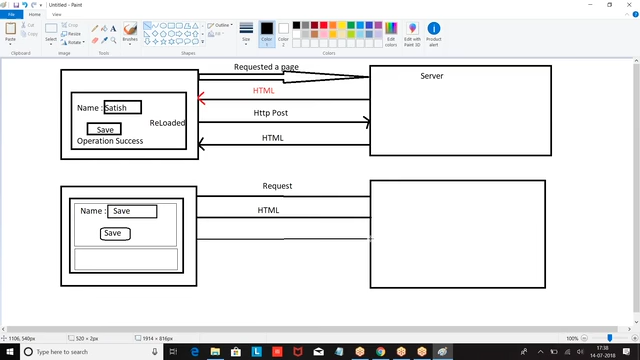 Untitled - Paint
File
Home
View
Paste
Cut
Copy
Clipboard
Select
Crop
Resize
Rotate
Image
Tools
Brushes
Outline
Fill
Shapes
Size
Color 1
Color 2
Edit colors
Edit with Paint 3D
Product alert
Colors
Requested a page
Server
HTML
Name : Satish
Http Post
ReLoaded
Save
Operation Success
HTML
Request
Name : Save
HTML
Save
1106, 540px
520 × 2px
1914 × 816px
100%
Type here to search
17:38
14-07-2018